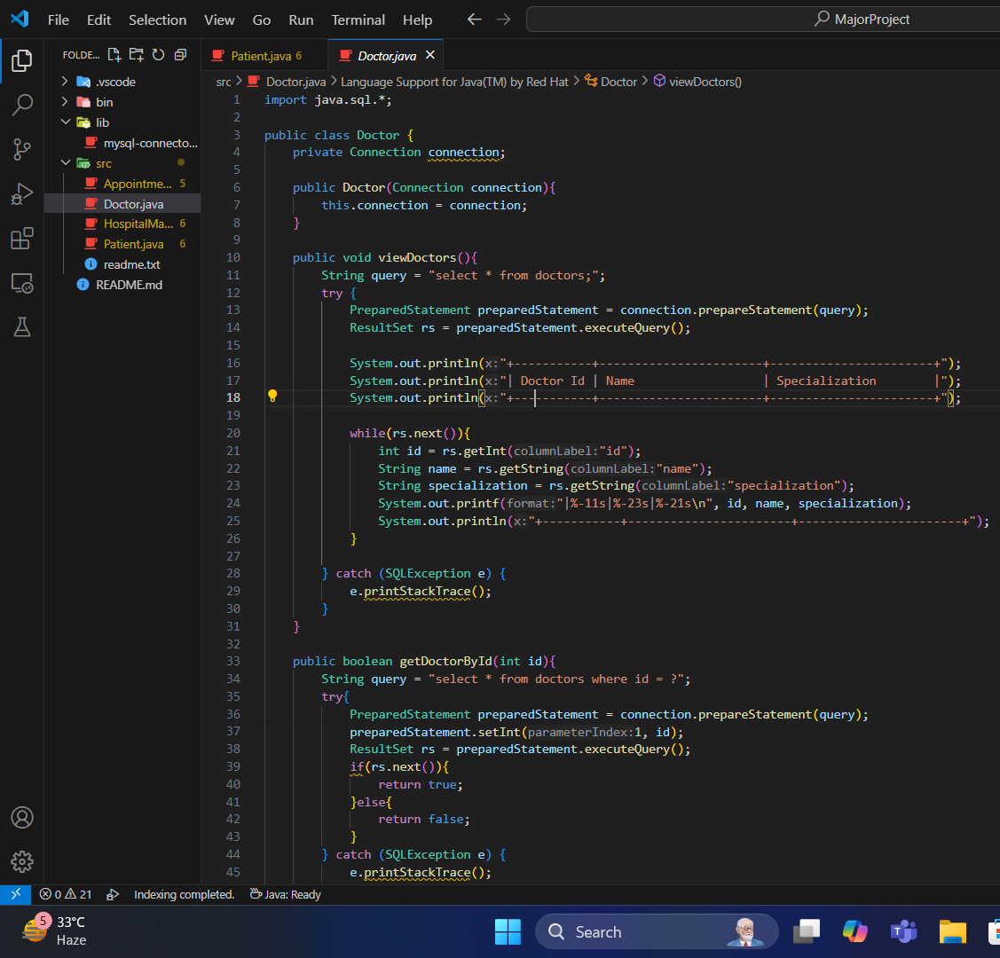 File Edit Selection View Go Run Terminal Help MajorProject
FOLDE...
.vscode
bin
lib
mysql-connecto...
src
Appointme... 5
Doctor.java
HospitalMa... 6
Patient.java 6
readme.txt
README.md
Patient.java 6 Doctor.java
src > Doctor.java > Language Support for Java(TM) by Red Hat > Doctor > viewDoctors()
1 import java.sql.*;
2
3 public class Doctor {
4 private Connection connection;
5
6 public Doctor(Connection connection){
7 this.connection = connection;
8 }
9
10 public void viewDoctors(){
11 String query = "select * from doctors;";
12 try {
13 PreparedStatement preparedStatement = connection.prepareStatement(query);
14 ResultSet rs = preparedStatement.executeQuery();
15
16 System.out.println(x:"+-----------+-----------------------+-----------------------+");
17 System.out.println(x:"| Doctor Id | Name                  | Specialization        |");
18 System.out.println(x:"+-----------+-----------------------+-----------------------+");
19
20 while(rs.next()){
21 int id = rs.getInt(columnLabel:"id");
22 String name = rs.getString(columnLabel:"name");
23 String specialization = rs.getString(columnLabel:"specialization");
24 System.out.printf(format:"|%-11s|%-23s|%-21s\n", id, name, specialization);
25 System.out.println(x:"+-----------+-----------------------+-----------------------+");
26 }
27
28 } catch (SQLException e) {
29 e.printStackTrace();
30 }
31 }
32
33 public boolean getDoctorById(int id){
34 String query = "select * from doctors where id = ?";
35 try{
36 PreparedStatement preparedStatement = connection.prepareStatement(query);
37 preparedStatement.setInt(parameterIndex:1, id);
38 ResultSet rs = preparedStatement.executeQuery();
39 if(rs.next()){
40 return true;
41 }else{
42 return false;
43 }
44 } catch (SQLException e) {
45 e.printStackTrace();
0 21 Indexing completed. Java: Ready
5 33°C
Haze
Search